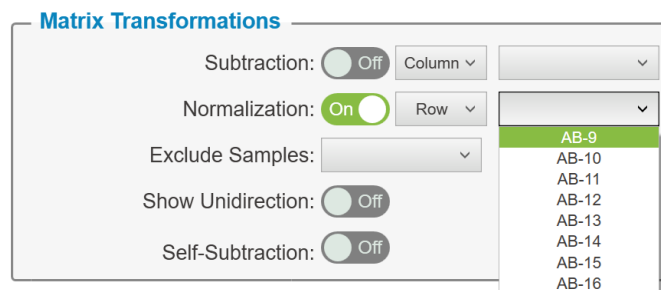 Matrix Transformations
Subtraction: Off Column
Normalization: On Row
AB-9
AB-10
Exclude Samples:
AB-11
AB-12
Show Unidirection: Off
AB-13
AB-14
Self-Subtraction: Off
AB-15
AB-16